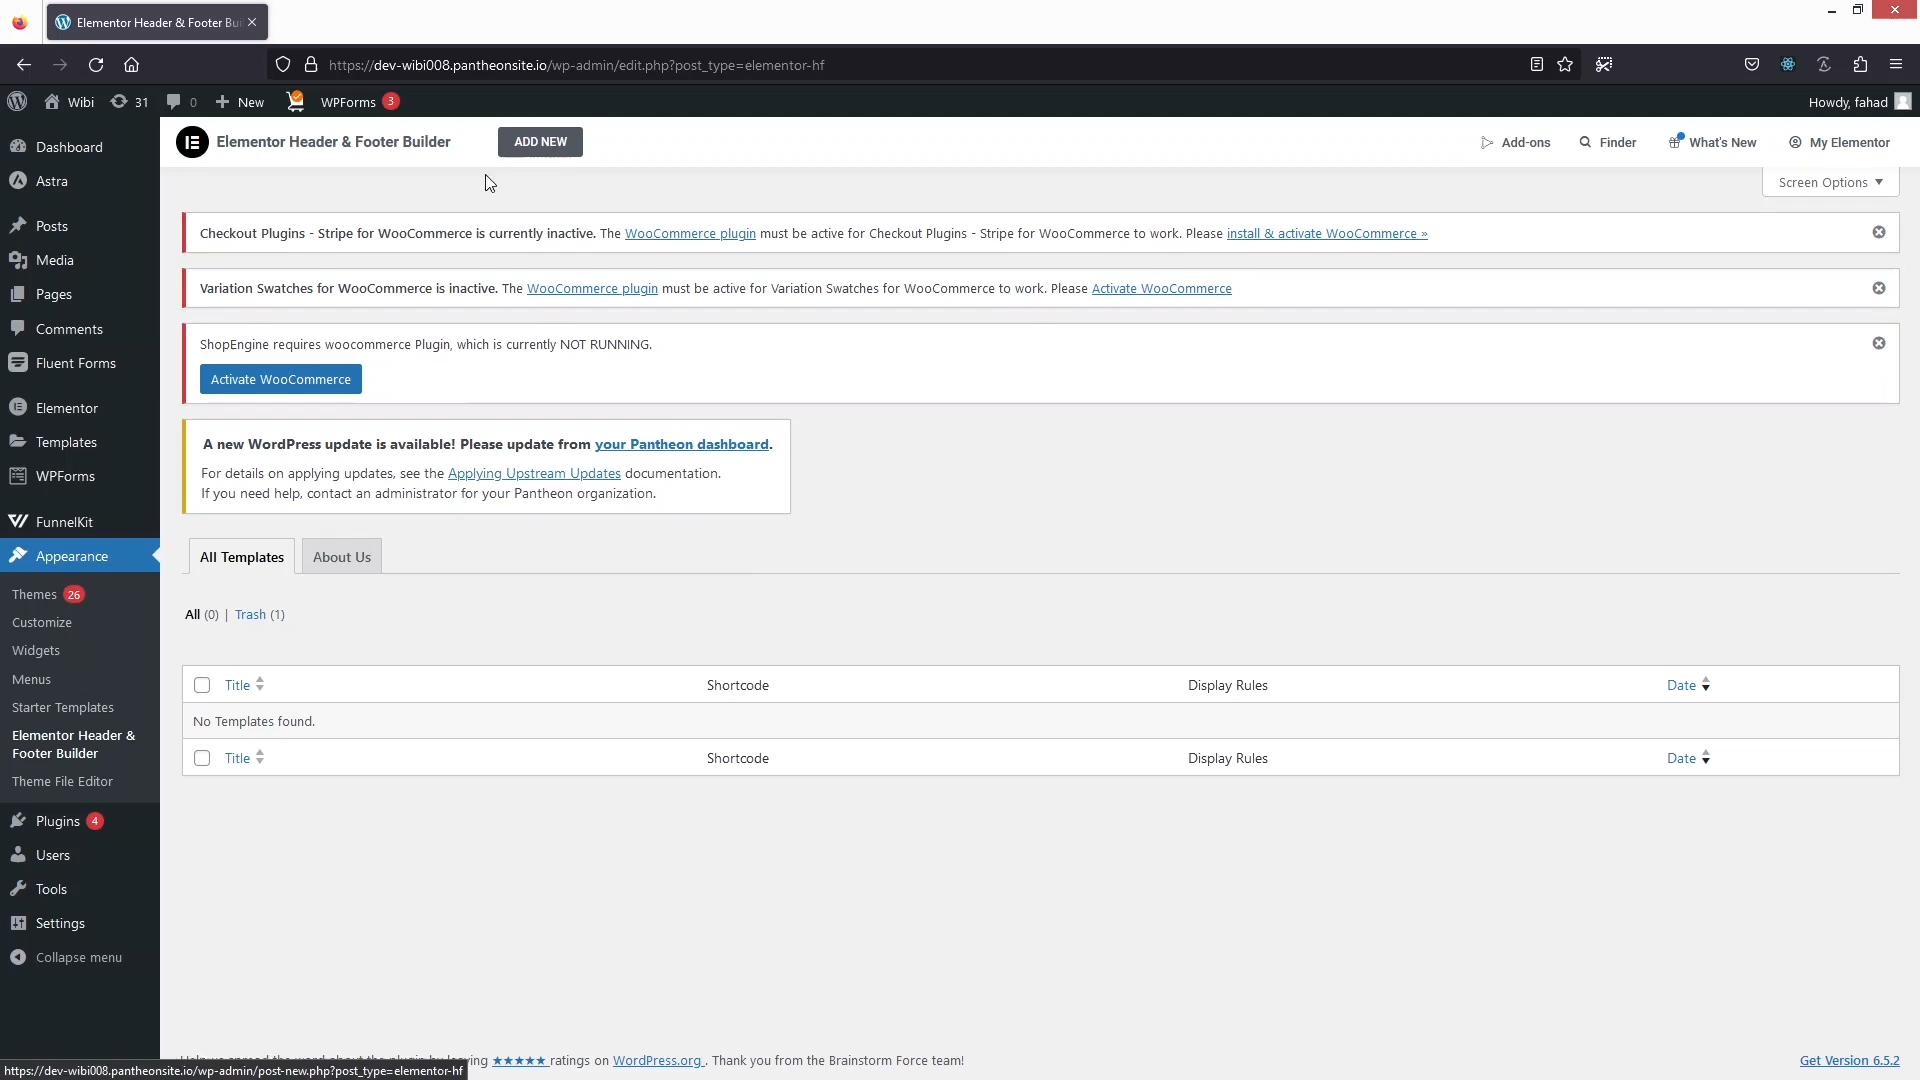 Elementor Header & Footer Bui
https://dev-wibi008.pantheonsite.io/wp-admin/edit.php?post_type=elementor-hf
Wibi 31 0 New WPForms 3 Howdy, fahad
Elementor Header & Footer Builder ADD NEW Add-ons Finder What's New My Elementor
Screen Options
Dashboard
Astra
Posts
Media
Pages
Comments
Fluent Forms
Elementor
Templates
WPForms
FunnelKit
Appearance
Themes 26
Customize
Widgets
Menus
Starter Templates
Elementor Header &
Footer Builder
Theme File Editor
Plugins 4
Users
Tools
Settings
Collapse menu
Checkout Plugins - Stripe for WooCommerce is currently inactive. The WooCommerce plugin must be active for Checkout Plugins - Stripe for WooCommerce to work. Please install & activate WooCommerce »
Variation Swatches for WooCommerce is inactive. The WooCommerce plugin must be active for Variation Swatches for WooCommerce to work. Please Activate WooCommerce
ShopEngine requires woocommerce Plugin, which is currently NOT RUNNING.
Activate WooCommerce
A new WordPress update is available! Please update from your Pantheon dashboard.
For details on applying updates, see the Applying Upstream Updates documentation.
If you need help, contact an administrator for your Pantheon organization.
All Templates About Us
All (0) | Trash (1)
Title Shortcode Display Rules Date
No Templates found.
Title Shortcode Display Rules Date
★★★★★ ratings on WordPress.org . Thank you from the Brainstorm Force team! Get Version 6.5.2
https://dev-wibi008.pantheonsite.io/wp-admin/post-new.php?post_type=elementor-hf